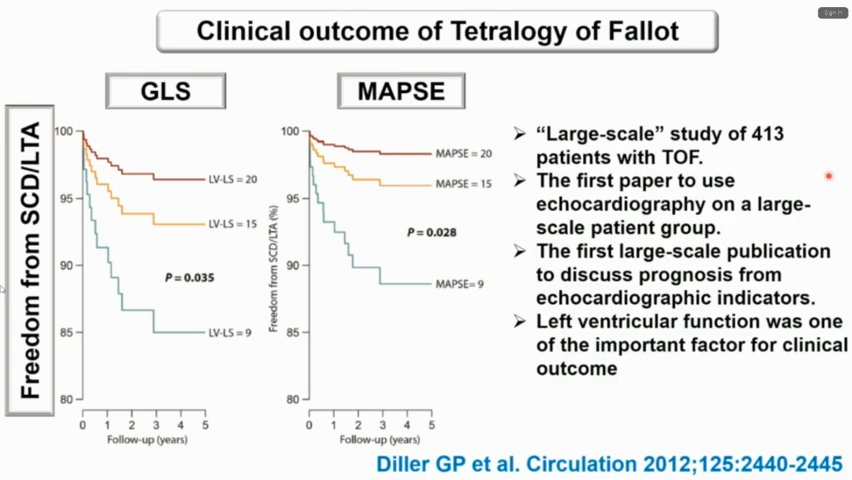 Sign in
Clinical outcome of Tetralogy of Fallot
GLS
MAPSE
Freedom from SCD/LTA
100
95
90
85
80
LV-LS = 20
LV-LS = 15
P = 0.035
LV-LS = 9
0 1 2 3 4 5
Follow-up (years)
Freedom from SCD/LTA (%)
100
95
90
85
80
MAPSE = 20
MAPSE = 15
P = 0.028
MAPSE= 9
0 1 2 3 4 5
Follow-up (years)
➢ “Large-scale” study of 413
patients with TOF.
➢ The first paper to use
echocardiography on a large-
scale patient group.
➢ The first large-scale publication
to discuss prognosis from
echocardiographic indicators.
➢ Left ventricular function was one
of the important factor for clinical
outcome
Diller GP et al. Circulation 2012;125:2440-2445